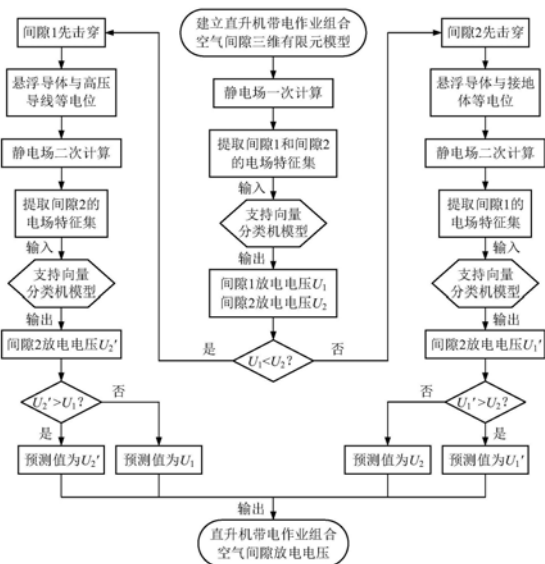 建立直升机带电作业组合
空气间隙三维有限元模型
静电场一次计算
提取间隙1和间隙2
的电场特征集
输入
支持向量
分类机模型
输出
间隙1放电电压U₁
间隙2放电电压U₂
U₁<U₂?
是
否
间隙1先击穿
悬浮导体与高压
导线等电位
静电场二次计算
提取间隙2的
电场特征集
输入
支持向量
分类机模型
输出
间隙2放电电压U₂′
U₂′>U₁?
否
是
预测值为U₂′
预测值为U₁
间隙2先击穿
悬浮导体与接地
体等电位
静电场二次计算
提取间隙1的
电场特征集
输入
支持向量
分类机模型
输出
间隙2放电电压U₁′
U₁′>U₂?
否
是
预测值为U₂
预测值为U₁′
输出
直升机带电作业组合
空气间隙放电电压